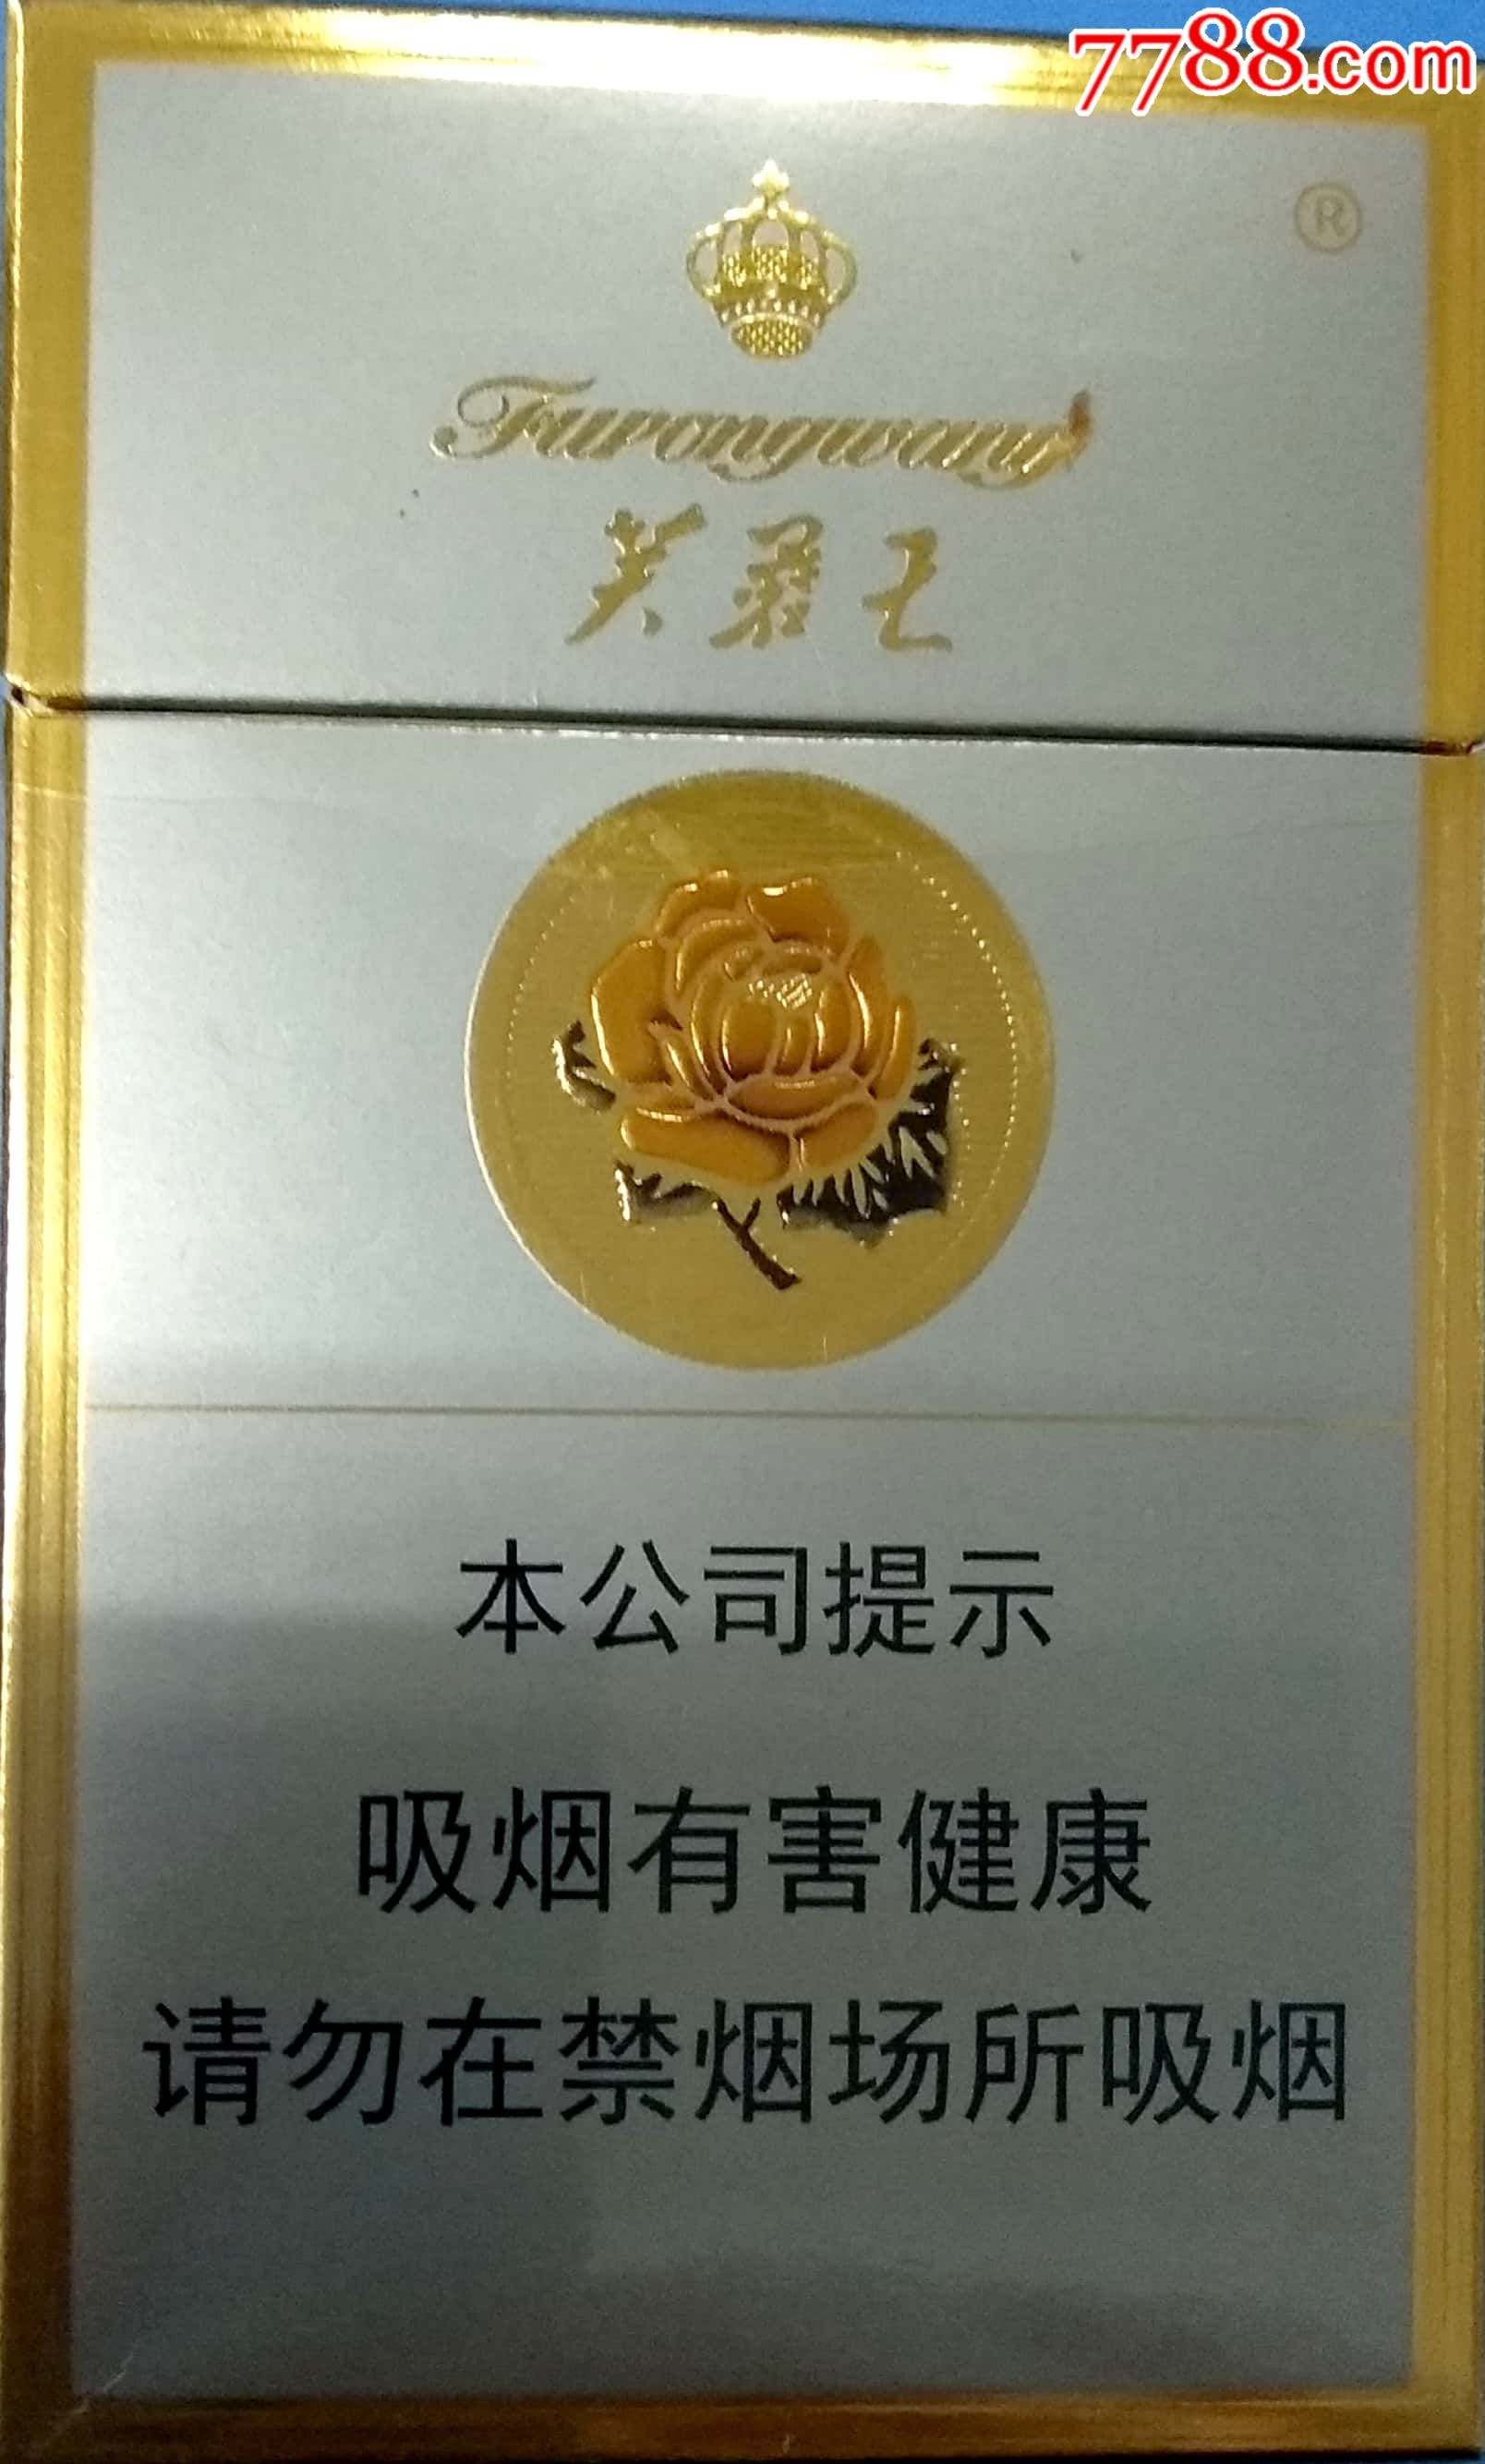 7788.com
®
Furongwang
芙蓉王
本公司提示
吸烟有害健康
请勿在禁烟场所吸烟